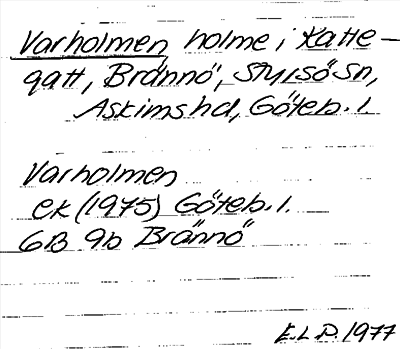 Varholmen, holme i Katte-
gatt, Brännö, Styrsö sn,
Askims hd, Göteb. l.
Varholmen
ek (1975) Göteb. l.
6B 9b Brännö
E.L.P. 1977